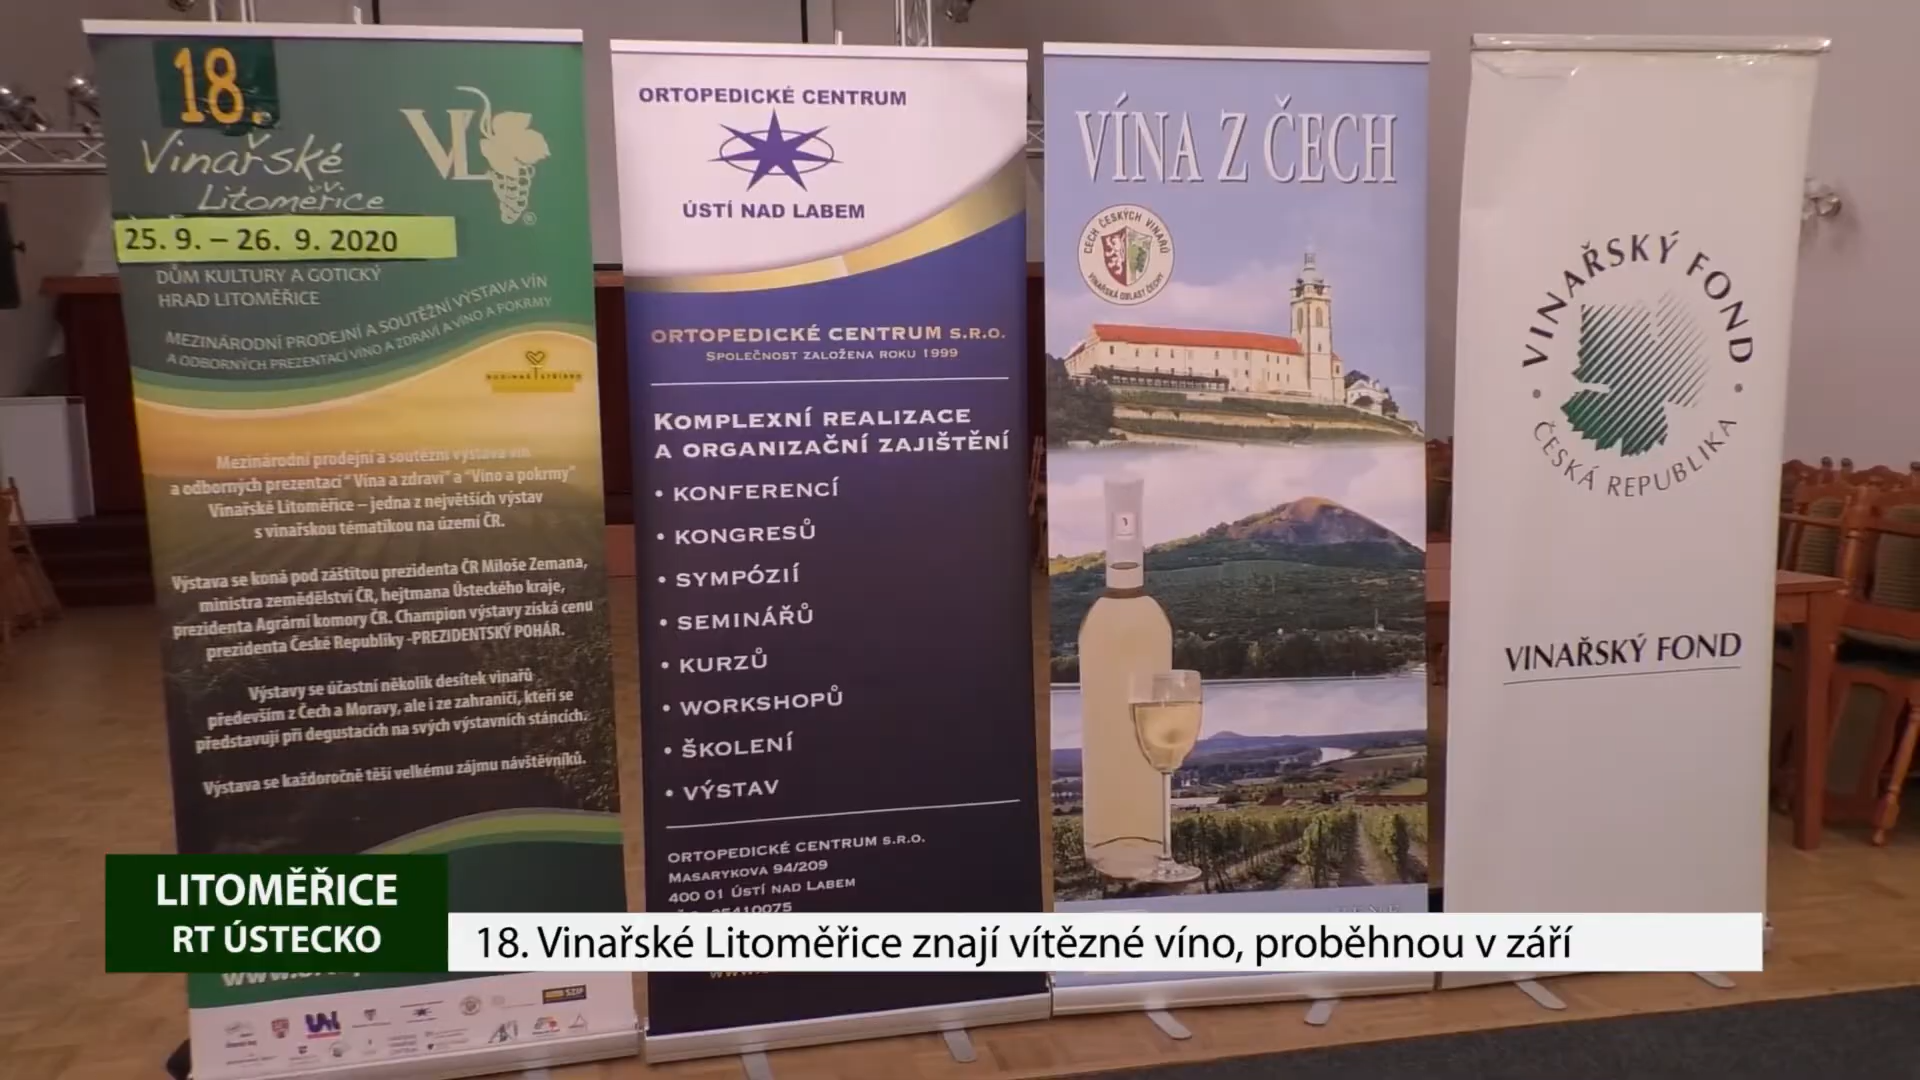 18.
VL
Vinařské
Litoměřice
25. 9. – 26. 9. 2020
DŮM KULTURY A GOTICKÝ
HRAD LITOMĚŘICE
MEZINÁRODNÍ PRODEJNÍ A SOUTĚŽNÍ VÝSTAVA VÍN
A ODBORNÝCH PREZENTACÍ VÍNO A ZDRAVÍ A VÍNO A POKRMY
Mezinárodní prodejní a soutěžní výstava vín
a odborných prezentací "Vína a zdraví" a "Víno a pokrmy"
Vinařské Litoměřice – jedna z největších výstav
s vinařskou tématikou na území ČR.
Výstava se koná pod záštitou prezidenta ČR Miloše Zemana,
ministra zemědělství ČR, hejtmana Ústeckého kraje,
prezidenta Agrární komory ČR. Champion výstavy získá cenu
prezidenta České Republiky -PREZIDENTSKÝ POHÁR.
Výstavy se účastní několik desítek vinařů
především z Čech a Moravy, ale i ze zahraničí, kteří se
představují při degustacích na svých výstavních stáncích.
Výstava se každoročně těší velkému zájmu návštěvníků.
SZIF
ORTOPEDICKÉ CENTRUM
ÚSTÍ NAD LABEM
ORTOPEDICKÉ CENTRUM S.R.O.
SPOLEČNOST ZALOŽENA ROKU 1999
KOMPLEXNÍ REALIZACE
A ORGANIZAČNÍ ZAJIŠTĚNÍ
• KONFERENCÍ
• KONGRESŮ
• SYMPÓZIÍ
• SEMINÁŘŮ
• KURZŮ
• WORKSHOPŮ
• ŠKOLENÍ
• VÝSTAV
ORTOPEDICKÉ CENTRUM S.R.O.
MASARYKOVA 94/209
400 01 ÚSTÍ NAD LABEM
VÍNA Z ČECH
CECH ČESKÝCH VINAŘŮ
VINAŘSKÁ OBLAST ČECHY
VINAŘSKÝ FOND
• ČESKÁ REPUBLIKA •
VINAŘSKÝ FOND
LITOMĚŘICE
RT ÚSTECKO
18. Vinařské Litoměřice znají vítězné víno, proběhnou v září